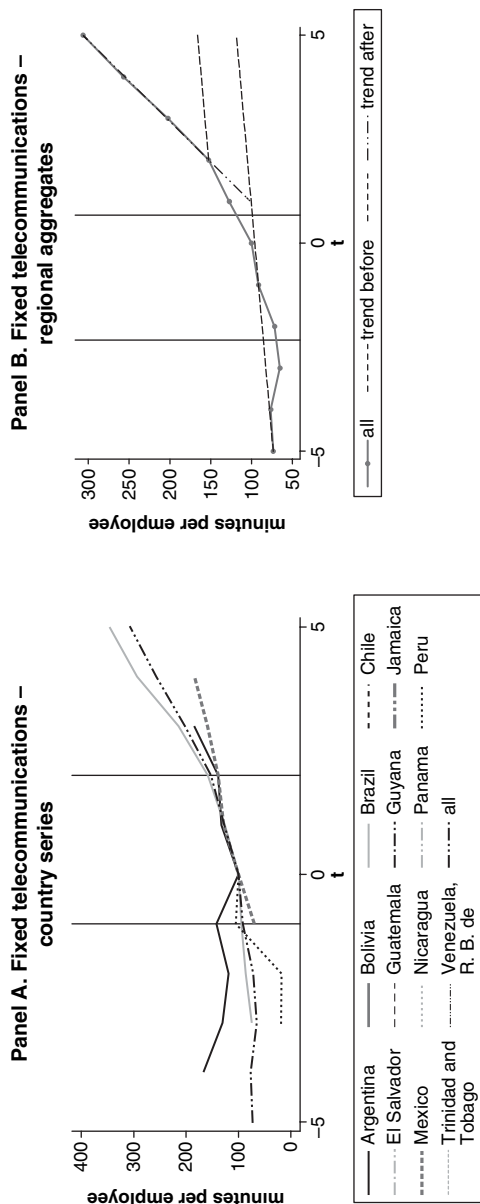 Panel A. Fixed telecommunications –
country series
minutes per employee
400
300
200
100
0
–5
0
5
t
Argentina
Bolivia
Brazil
Chile
El Salvador
Guatemala
Guyana
Jamaica
Mexico
Nicaragua
Panama
Peru
Trinidad and
Tobago
Venezuela,
R. B. de
all
Panel B. Fixed telecommunications –
regional aggregates
minutes per employee
300
250
200
150
100
50
–5
0
5
t
all
trend before
trend after